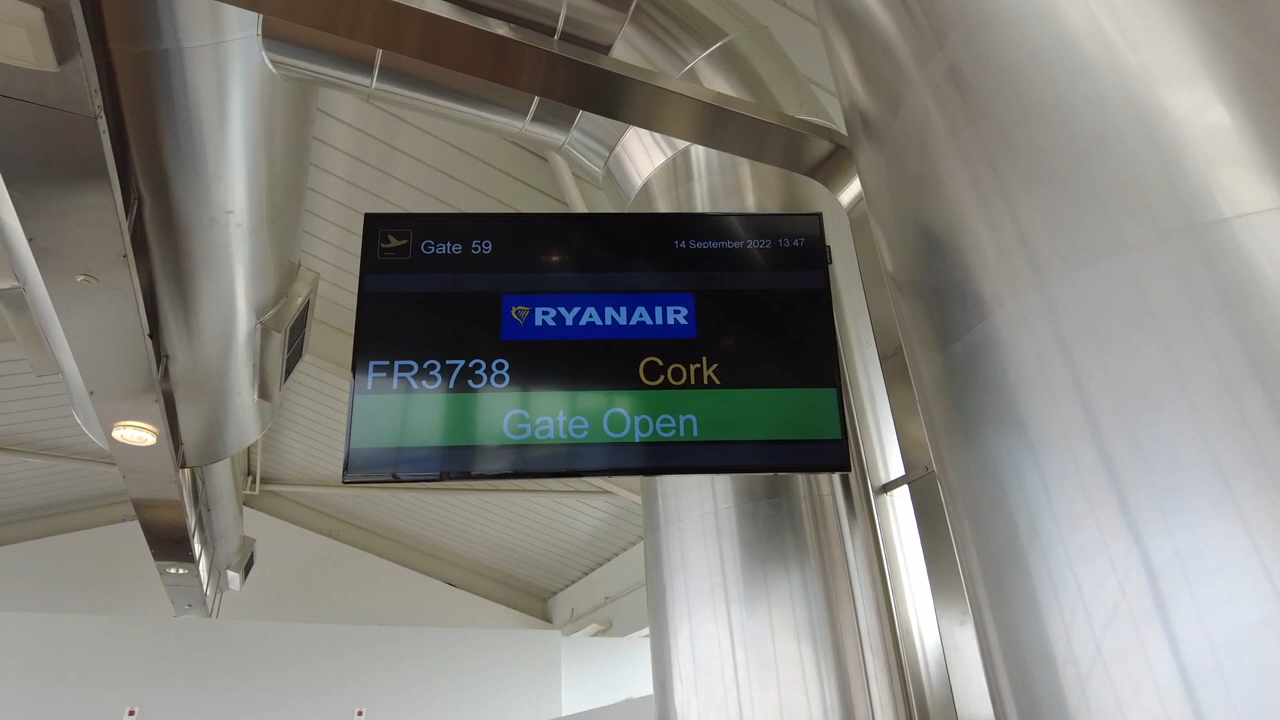 Gate 59
14 September 2022 13:47
RYANAIR
FR3738 Cork
Gate Open